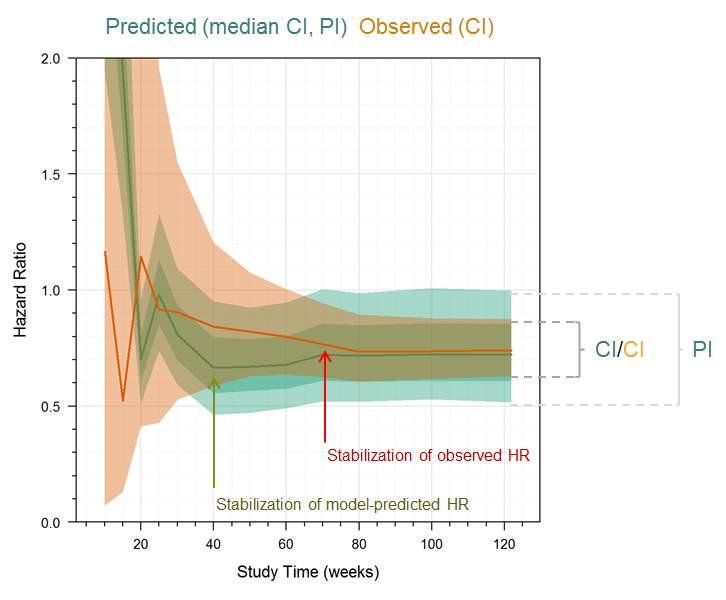 Predicted (median CI, PI) Observed (CI)
2.0
1.5
1.0
0.5
0.0
Hazard Ratio
CI/CI
PI
Stabilization of observed HR
Stabilization of model-predicted HR
20 40 60 80 100 120
Study Time (weeks)